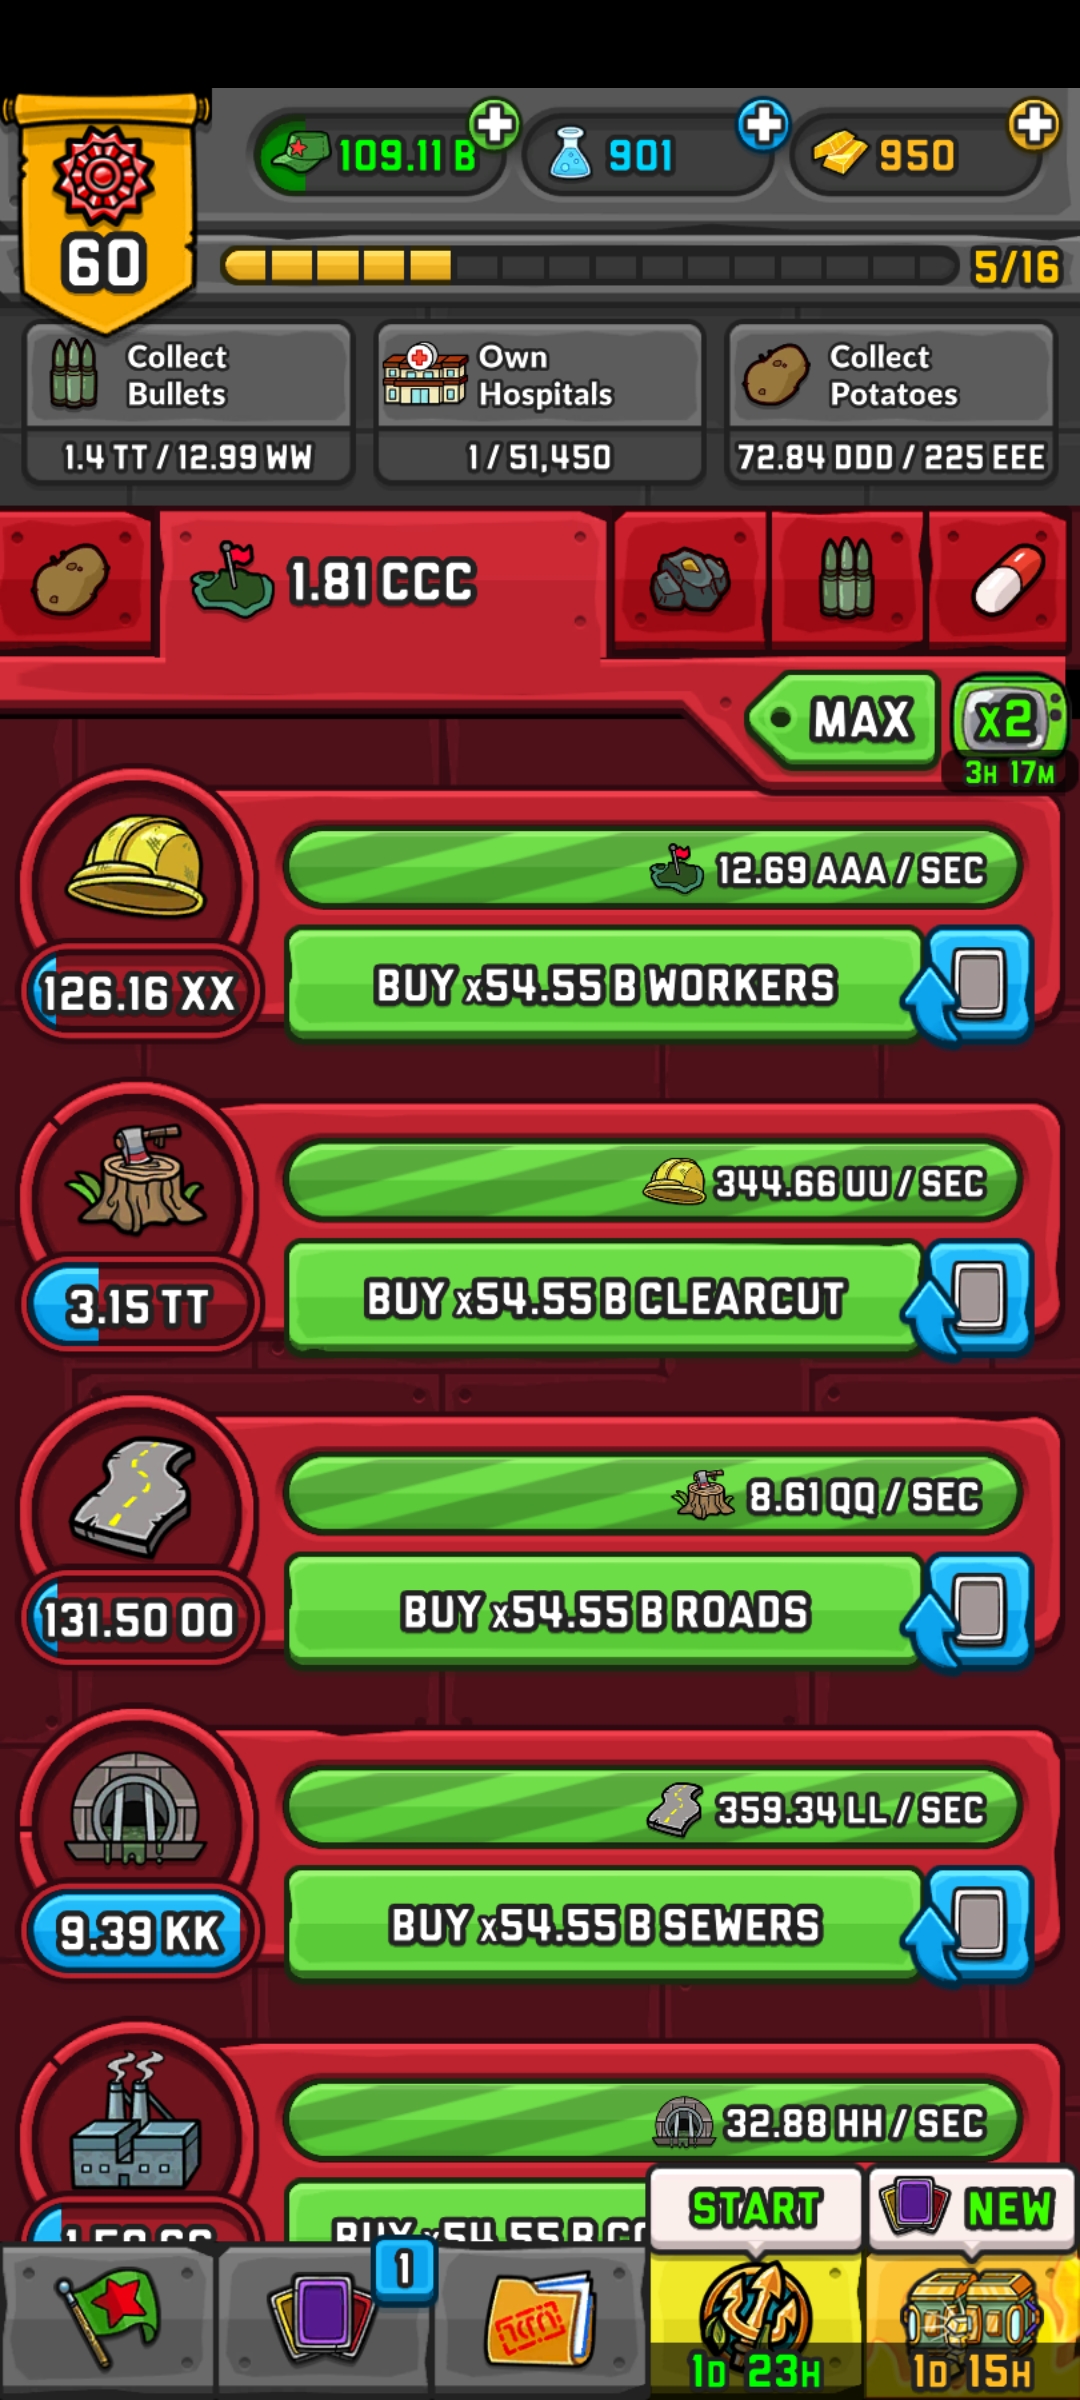 109.11 B
901
950
60
5/16
Collect
Bullets
1.4 TT / 12.99 WW
Own
Hospitals
1 / 51,450
Collect
Potatoes
72.84 DDD / 225 EEE
1.81 CCC
MAX
x2
3H 17M
12.69 AAA / SEC
126.16 XX
BUY x54.55 B WORKERS
344.66 UU / SEC
3.15 TT
BUY x54.55 B CLEARCUT
8.61 QQ / SEC
131.50 OO
BUY x54.55 B ROADS
359.34 LL / SEC
9.39 KK
BUY x54.55 B SEWERS
32.88 HH / SEC
BUY x54.55 B
START
NEW
1
1D 23H
1D 15H